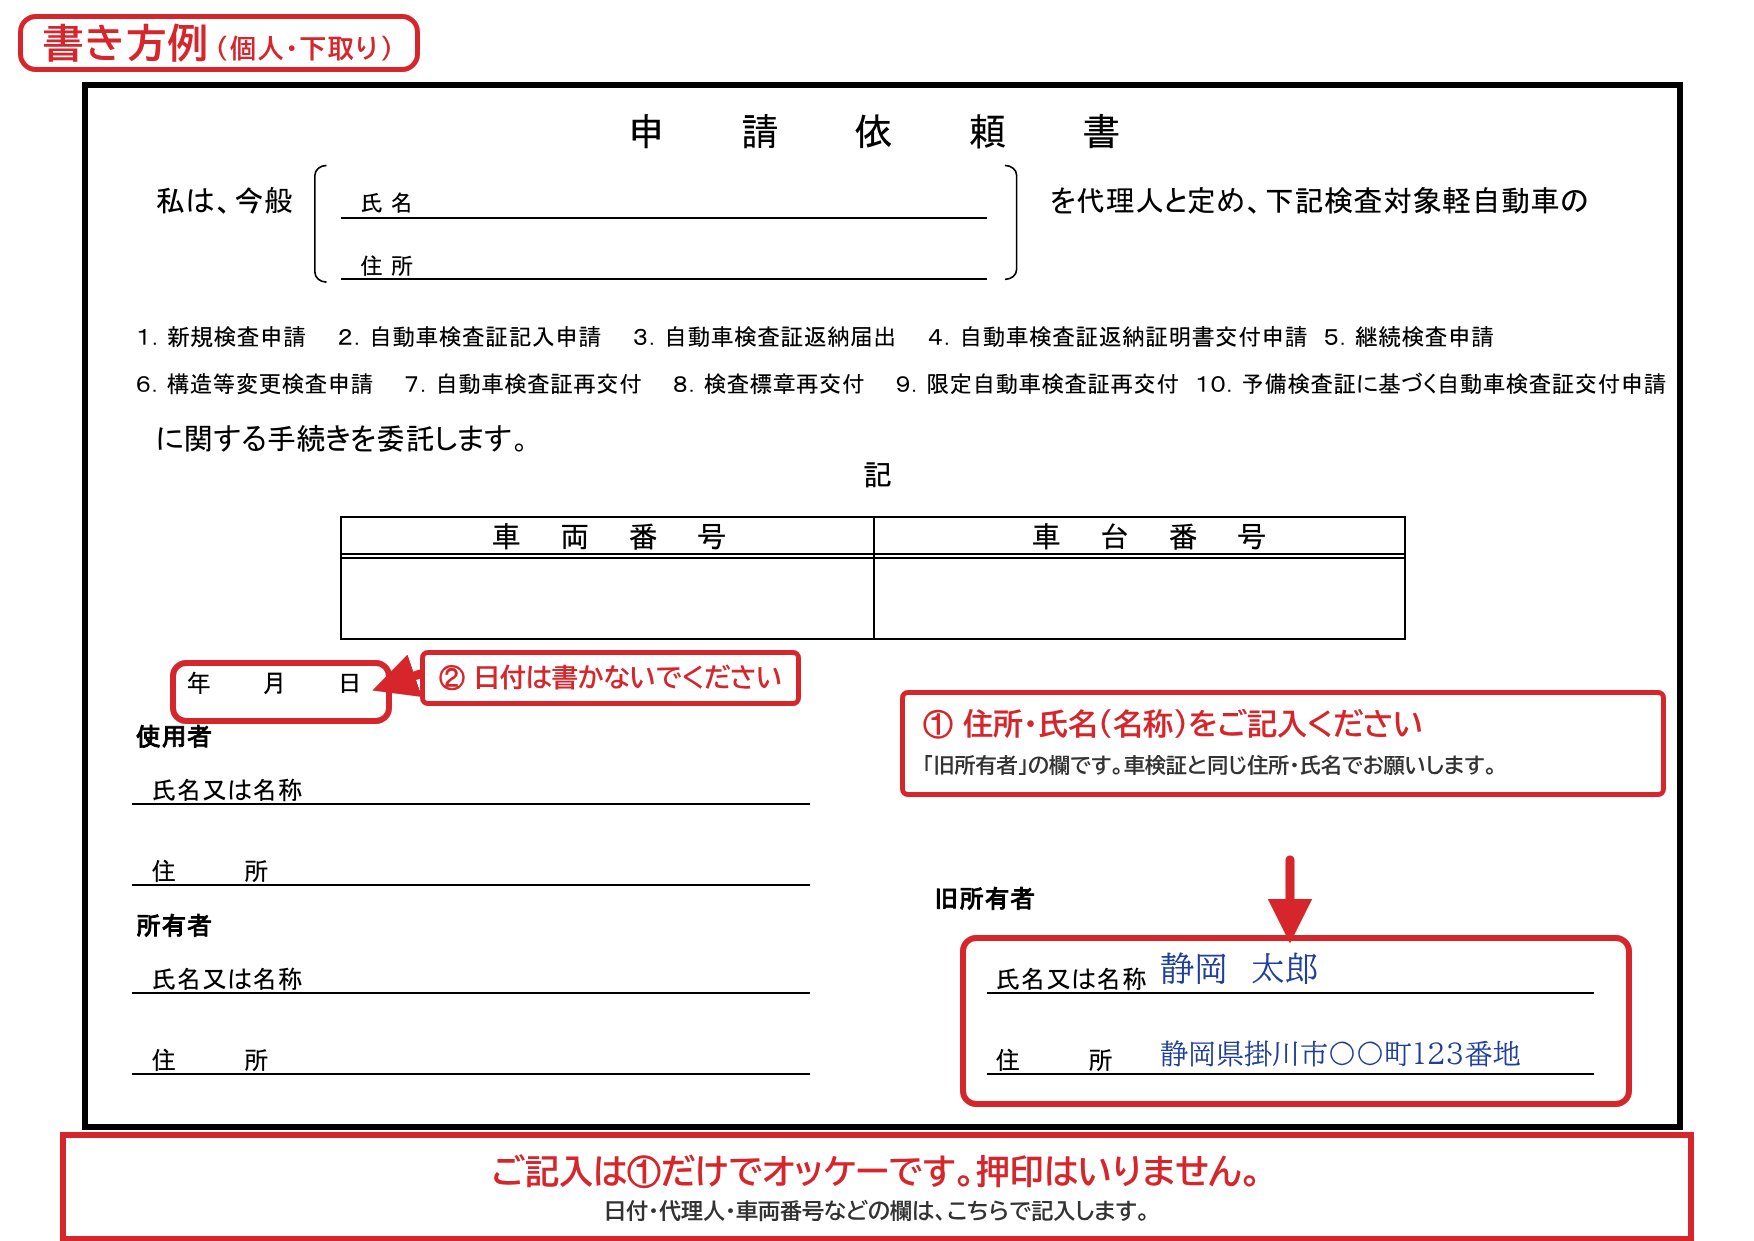 書き方例（個人・下取り）
申請依頼書
私は、今般
氏名
住所
を代理人と定め、下記検査対象軽自動車の
1. 新規検査申請 2. 自動車検査証記入申請 3. 自動車検査証返納届出 4. 自動車検査証返納証明書交付申請 5. 継続検査申請
6. 構造等変更検査申請 7. 自動車検査証再交付 8. 検査標章再交付 9. 限定自動車検査証再交付 10. 予備検査証に基づく自動車検査証交付申請
に関する手続きを委託します。
記
車両番号 車台番号
年 月 日
② 日付は書かないでください
① 住所・氏名（名称）をご記入ください
「旧所有者」の欄です。車検証と同じ住所・氏名でお願いします。
使用者
氏名又は名称
住所
所有者
氏名又は名称
住所
旧所有者
氏名又は名称 静岡 太郎
住所 静岡県掛川市〇〇町123番地
ご記入は①だけでオッケーです。押印はいりません。
日付・代理人・車両番号などの欄は、こちらで記入します。